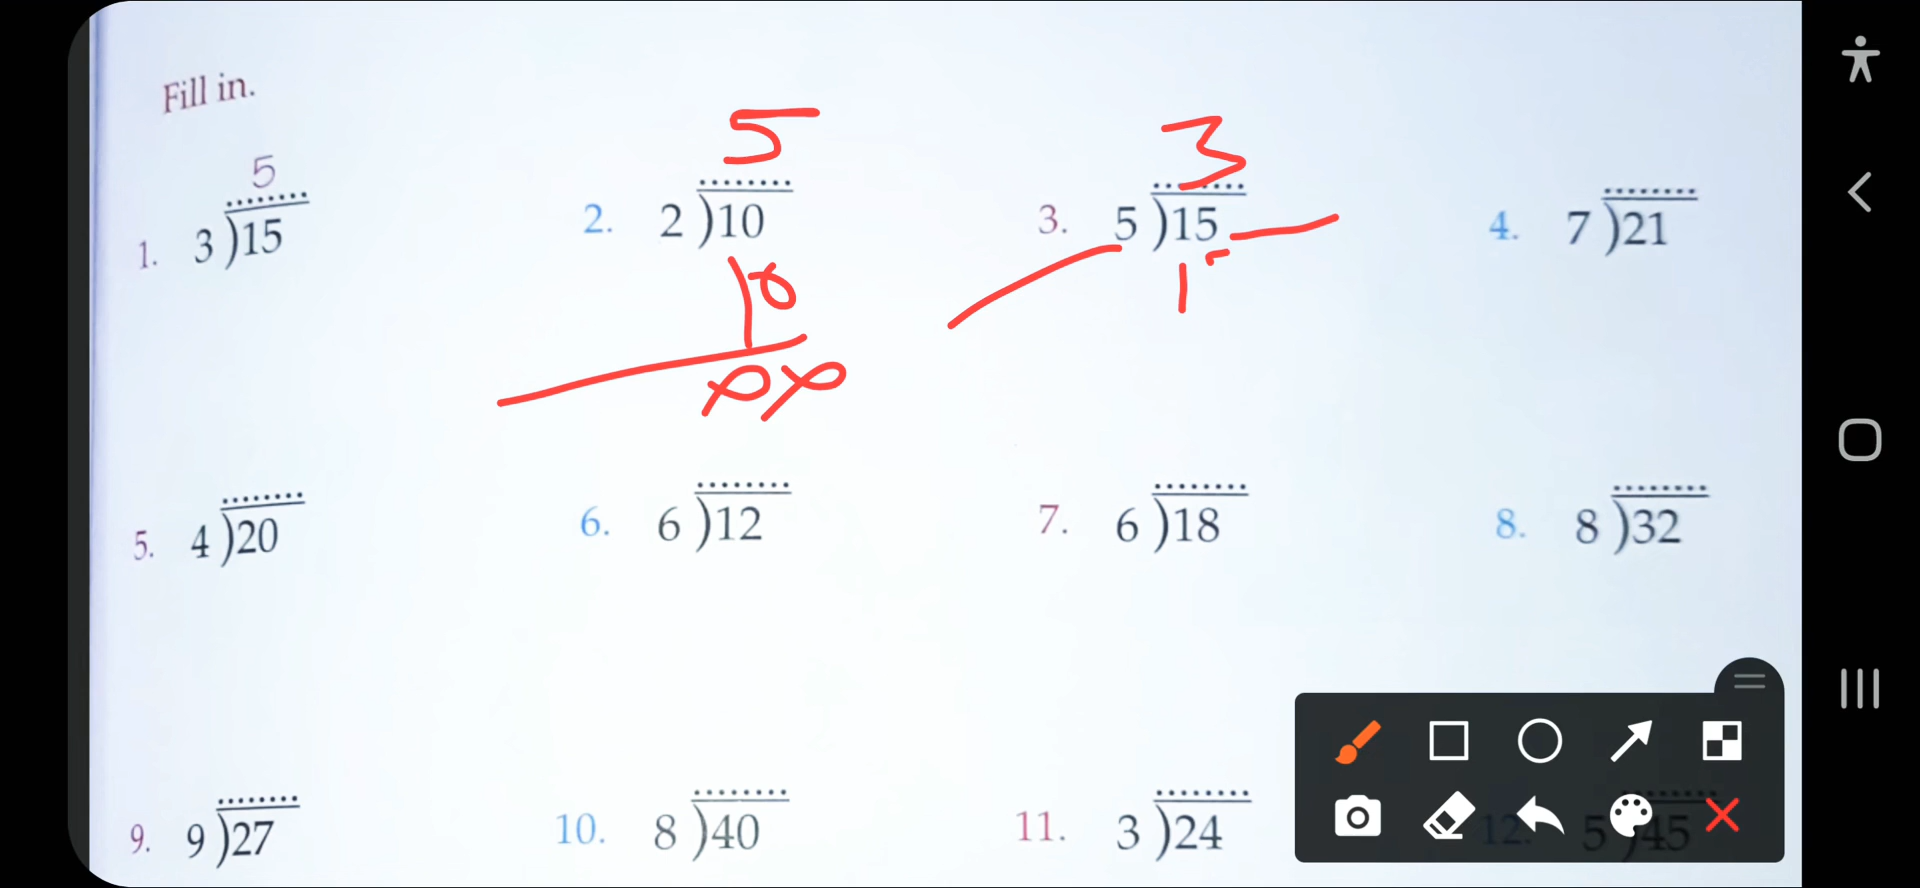 Fill in.
5 5 3
1. 3)15 2. 2)10 3. 5)15 4. 7)21
10 1
00
5. 4)20 6. 6)12 7. 6)18 8. 8)32
9. 9)27 10. 8)40 11. 3)24 12. 5)45